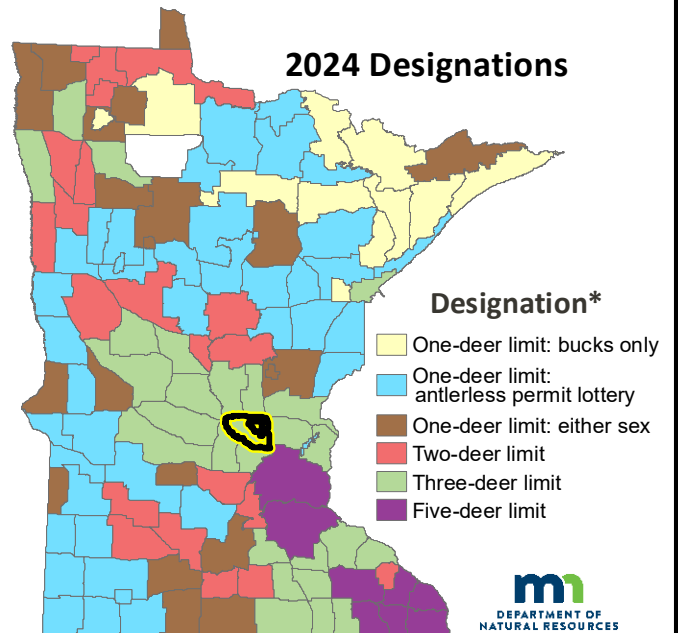 2024 Designations
Designation*
One-deer limit: bucks only
One-deer limit:
antlerless permit lottery
One-deer limit: either sex
Two-deer limit
Three-deer limit
Five-deer limit
mn
DEPARTMENT OF
NATURAL RESOURCES